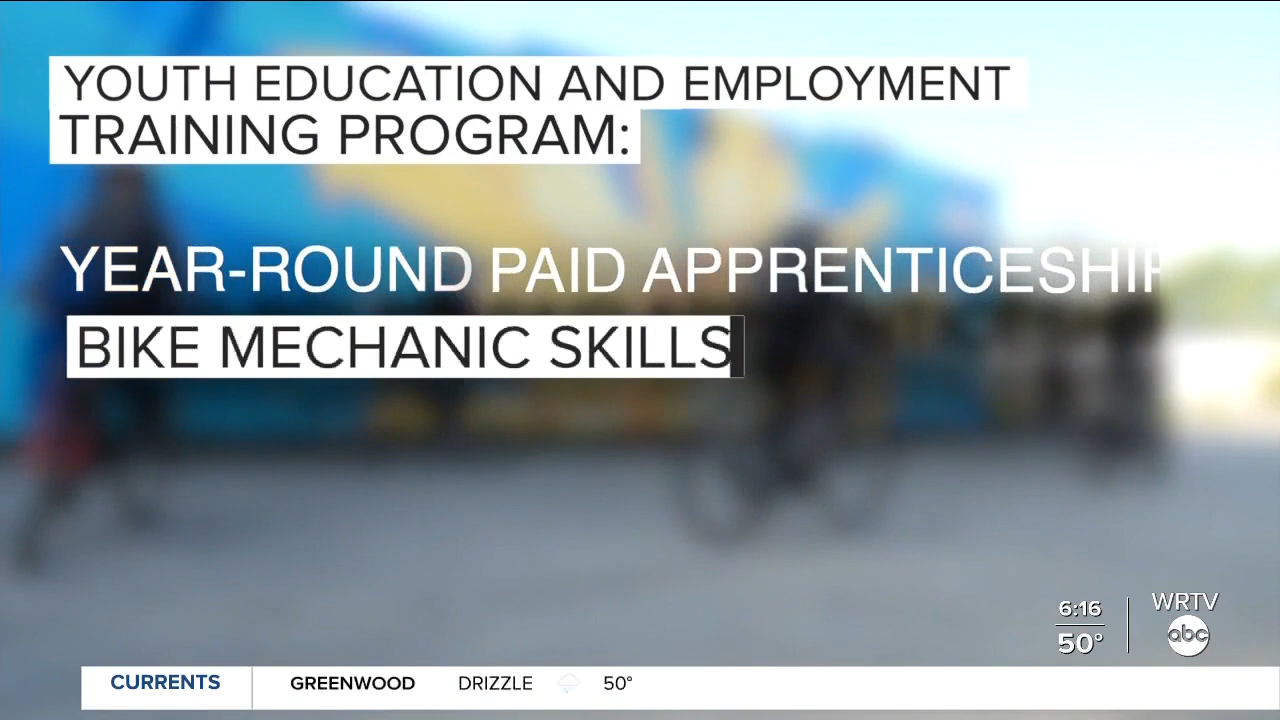 YOUTH EDUCATION AND EMPLOYMENT
TRAINING PROGRAM:
YEAR-ROUND PAID APPRENTICESHIP
BIKE MECHANIC SKILLS
6:16
50°
WRTV
abc
CURRENTS GREENWOOD DRIZZLE 50°